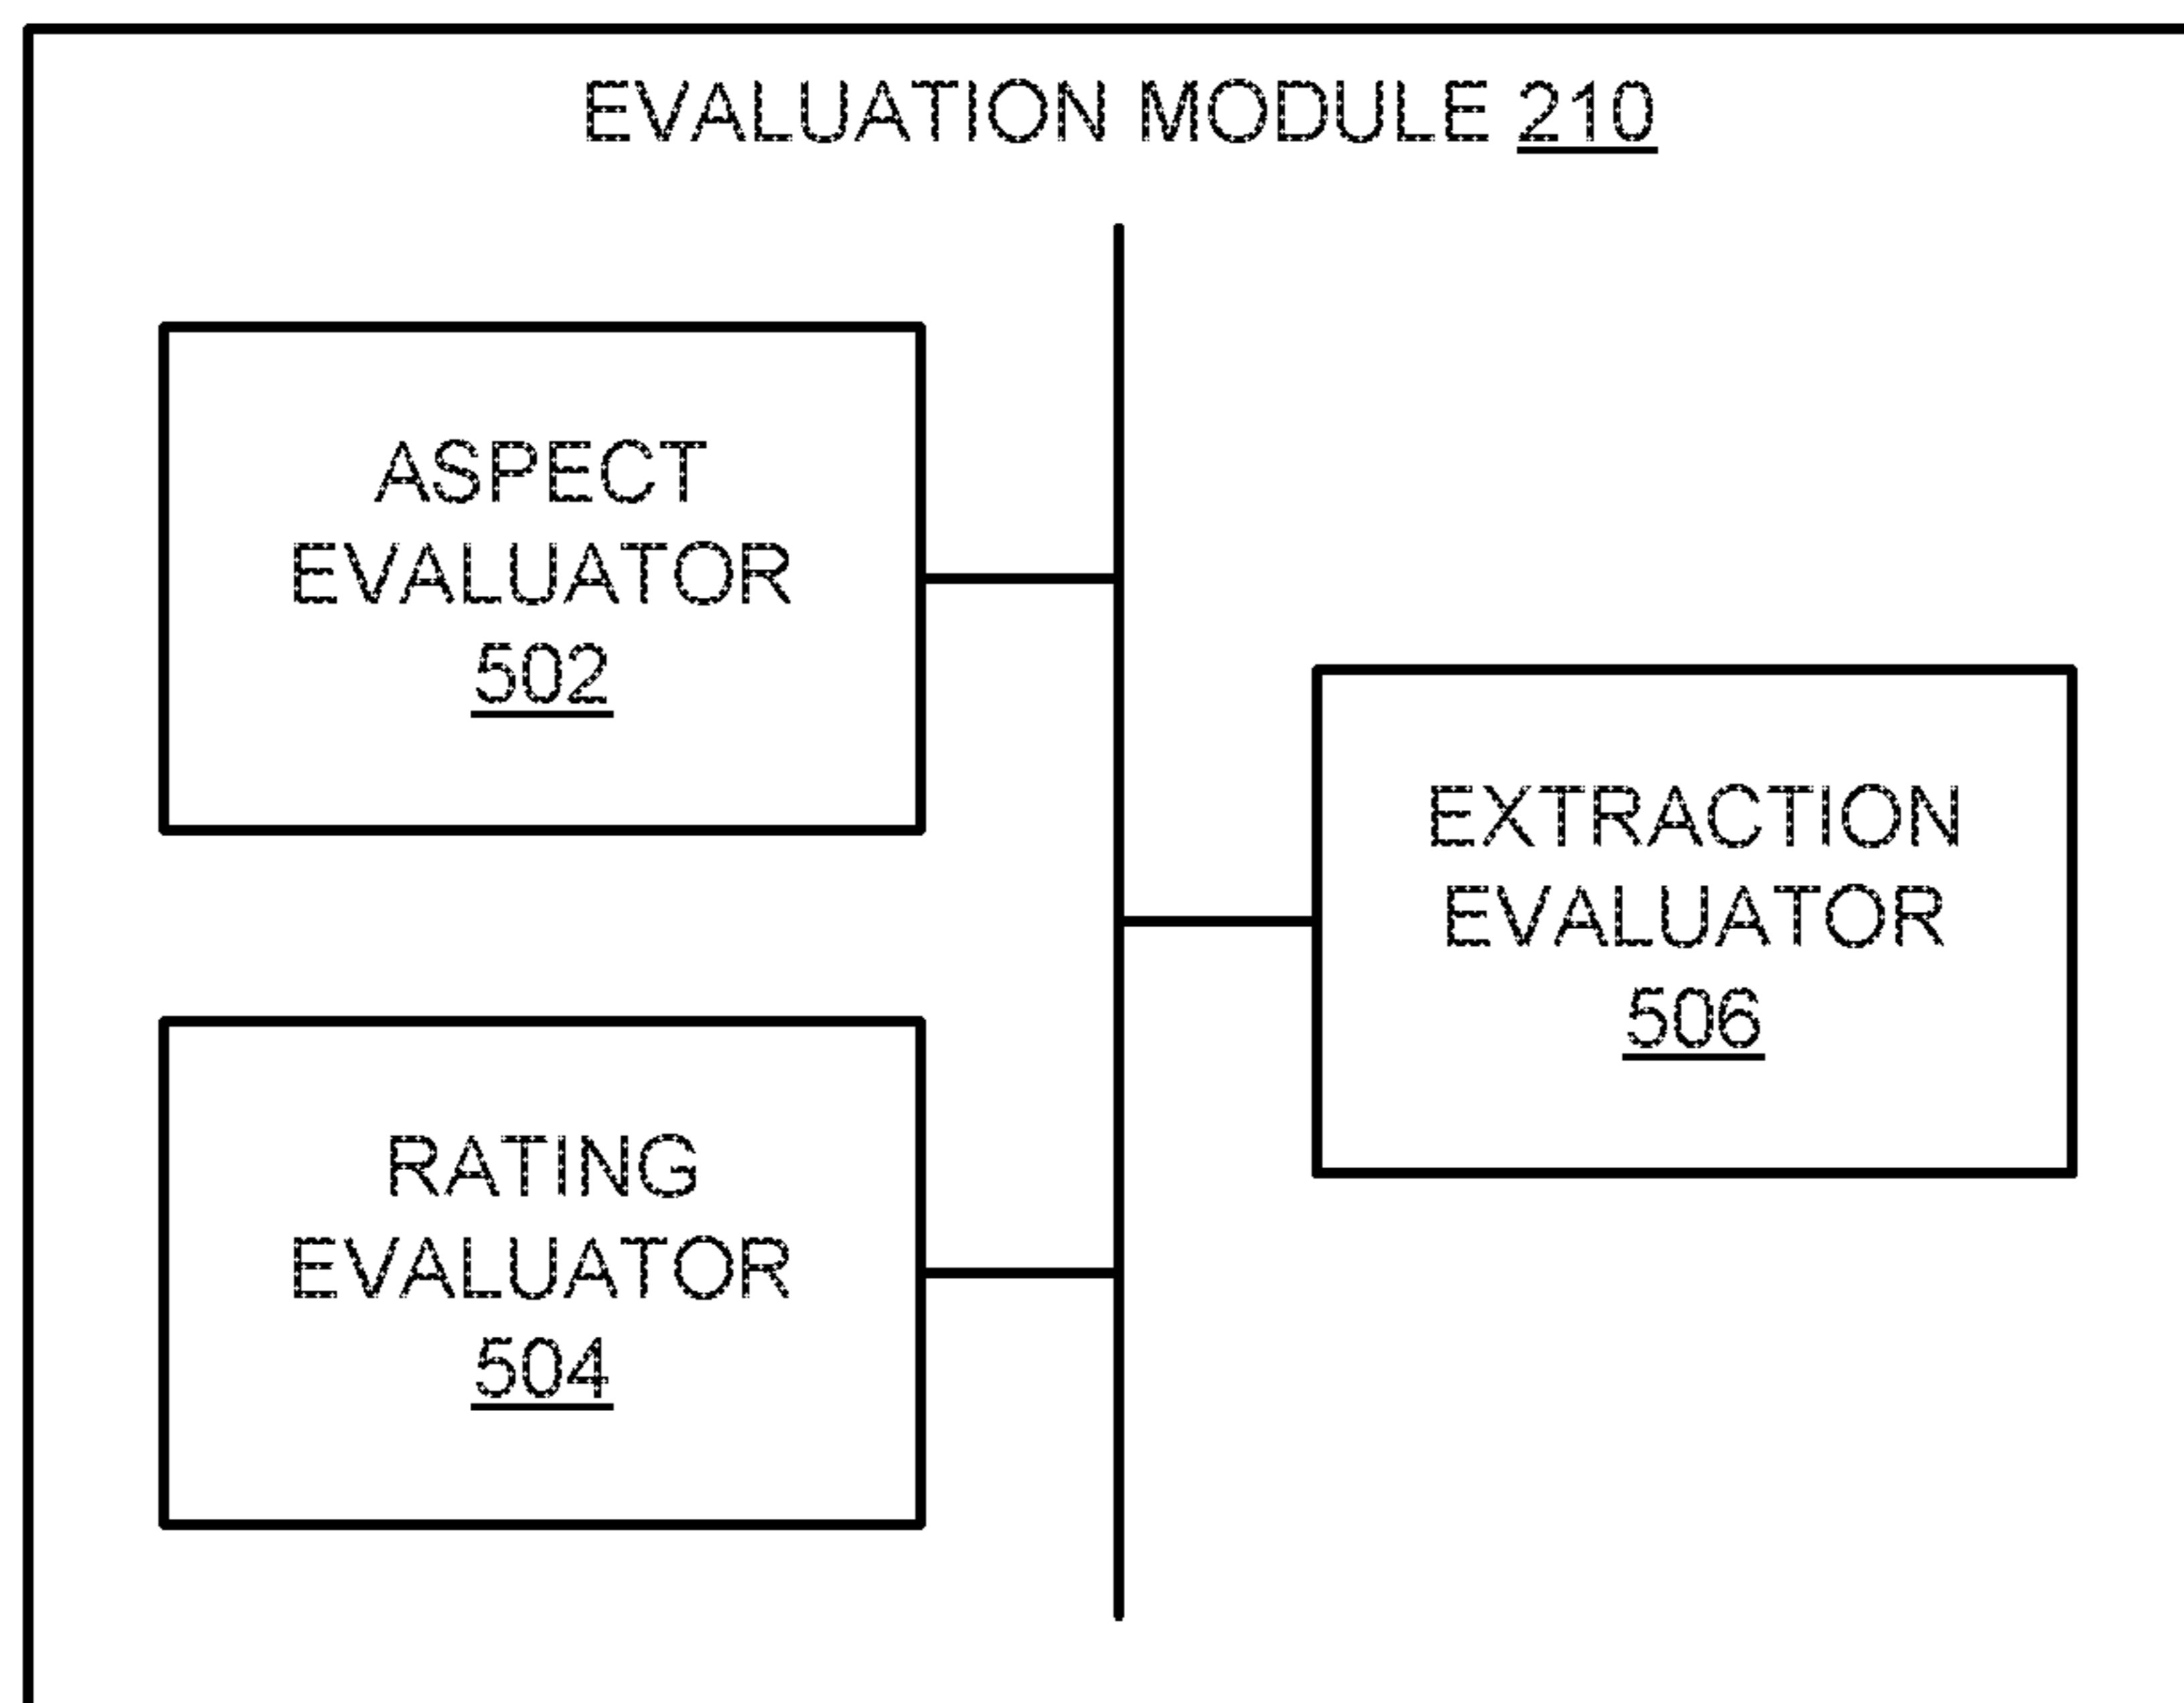 EVALUATION MODULE 210
ASPECT
EVALUATOR
502
EXTRACTION
EVALUATOR
506
RATING
EVALUATOR
504